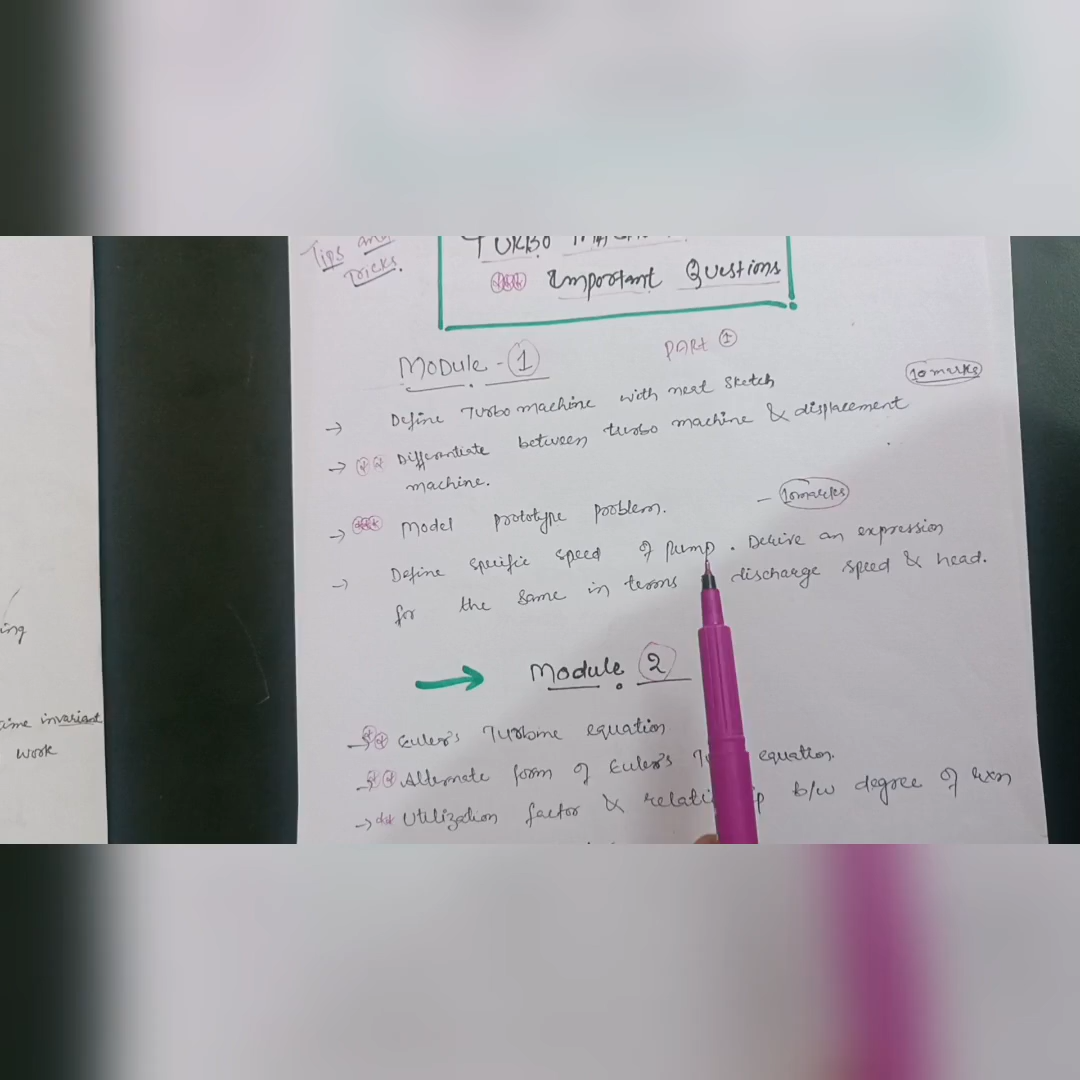 Tips and
Tricks.
TURBO
Important Questions
Module - 1
PART 1
10 marks
→ Define Turbo machine with neat sketch
→ Differentiate between turbo machine & displacement
machine.
→ Model prototype problem. - 10 marks
→ Define specific speed of Pump. Derive an expression
for the same in terms discharge speed & head.
→ Module 2
→ Euler's Turbine equation
→ Alternate form of Euler's equation.
→ Utilization factor & b/w degree of rxn
ing
invariant
work